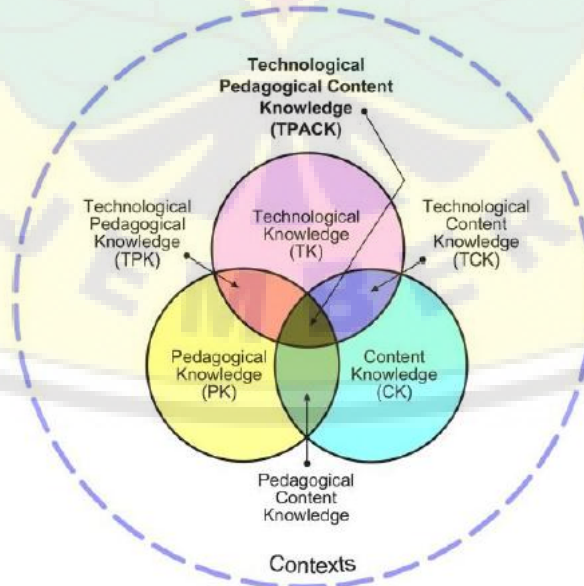 Technological
Pedagogical Content
Knowledge
(TPACK)
Technological
Pedagogical
Knowledge
(TPK)
Technological
Knowledge
(TK)
Technological
Content
Knowledge
(TCK)
Pedagogical
Knowledge
(PK)
Content
Knowledge
(CK)
Pedagogical
Content
Knowledge
Contexts